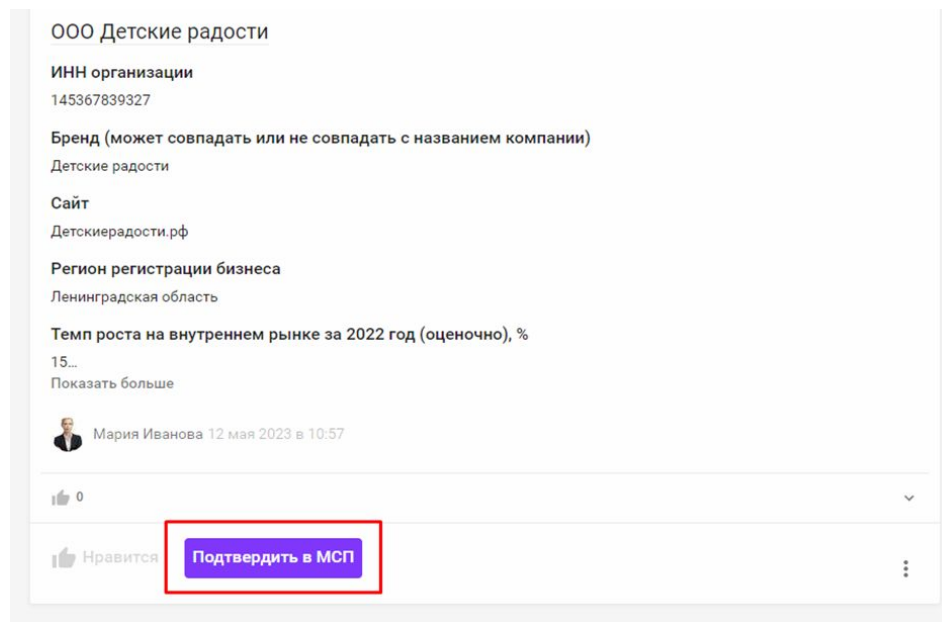 ООО Детские радости
ИНН организации
145367839327
Бренд (может совпадать или не совпадать с названием компании)
Детские радости
Сайт
Детскиерадости.рф
Регион регистрации бизнеса
Ленинградская область
Темп роста на внутреннем рынке за 2022 год (оценочно), %
15...
Показать больше
Мария Иванова 12 мая 2023 в 10:57
0
Нравится Подтвердить в МСП